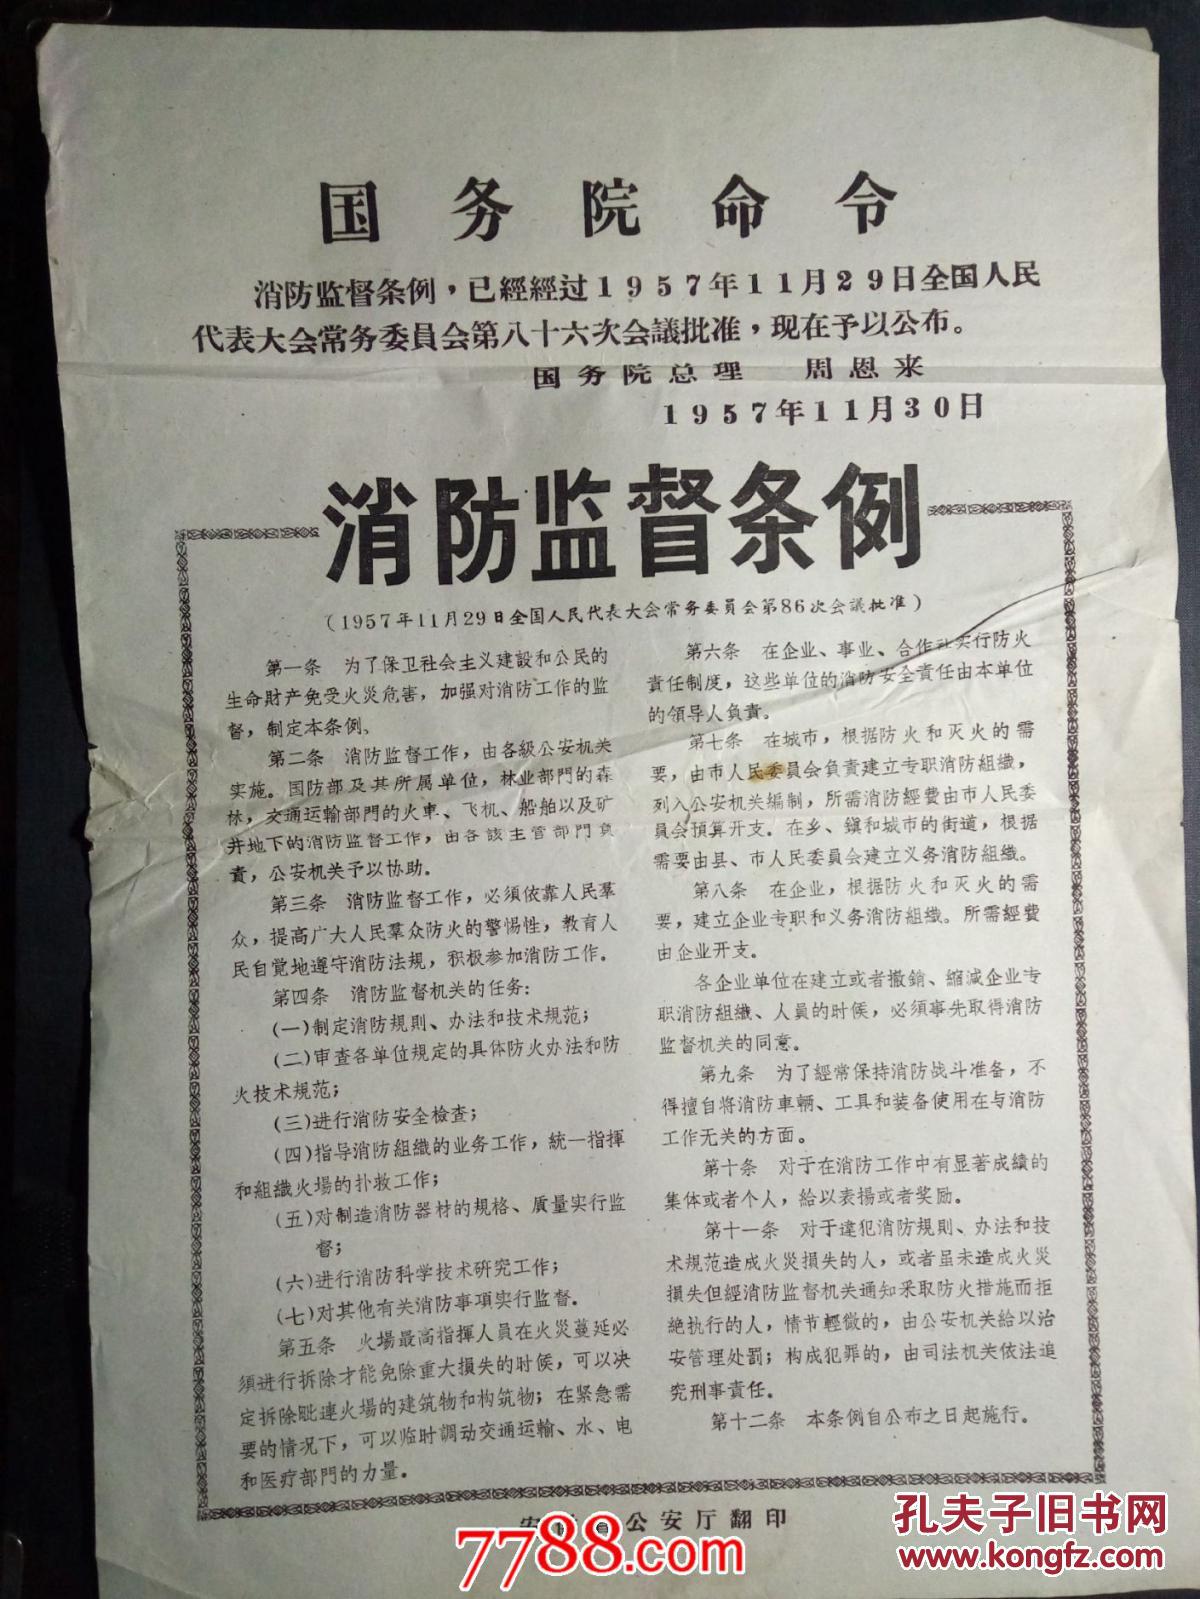 国务院命令
消防监督条例，已經經过1957年11月29日全国人民
代表大会常务委員会第八十六次会議批准，现在予以公布。
国务院总理　周恩来
1957年11月30日
消防监督条例
（1957年11月29日全国人民代表大会常务委員会第86次会議批准）
第一条　为了保卫社会主义建設和公民的
生命財产免受火災危害，加强对消防工作的监
督，制定本条例。
第二条　消防监督工作，由各級公安机关
实施。国防部及其所属单位，林业部門的森
林，交通运輸部門的火車、飞机、船舶以及矿
井地下的消防监督工作，由各該主管部門負
責，公安机关予以协助。
第三条　消防监督工作，必須依靠人民羣
众，提高广大人民羣众防火的警惕性，教育人
民自覚地遵守消防法規，积极参加消防工作。
第四条　消防监督机关的任务：
(一)制定消防規則、办法和技术規范；
(二)审查各单位規定的具体防火办法和防
火技术規范；
(三)进行消防安全檢查；
(四)指导消防組織的业务工作，統一指揮
和組織火場的扑救工作；
(五)对制造消防器材的規格、质量实行监
督；
(六)进行消防科学技术研究工作；
(七)对其他有关消防事項实行监督。
第五条　火場最高指揮人員在火災蔓延必
須进行拆除才能免除重大損失的时候，可以决
定拆除毗連火場的建筑物和构筑物；在紧急需
要的情况下，可以临时調动交通运輸、水、电
和医疗部門的力量。
第六条　在企业、事业、合作社实行防火
責任制度，这些单位的消防安全責任由本单位
的領导人負責。
第七条　在城市，根据防火和灭火的需
要，由市人民委員会負責建立专职消防組織，
列入公安机关編制，所需消防經費由市人民委
員会預算开支。在乡、鎭和城市的街道，根据
需要由县、市人民委員会建立义务消防組織。
第八条　在企业，根据防火和灭火的需
要，建立企业专职和义务消防組織。所需經費
由企业开支。
各企业单位在建立或者撤銷、縮减企业专
职消防組織、人員的时候，必須事先取得消防
监督机关的同意。
第九条　为了經常保持消防战斗准备，不
得擅自将消防車輛、工具和装备使用在与消防
工作无关的方面。
第十条　对于在消防工作中有显著成績的
集体或者个人，給以表揚或者奖励。
第十一条　对于違犯消防規則、办法和技
术規范造成火災損失的人，或者虽未造成火災
損失但經消防监督机关通知采取防火措施而拒
絶执行的人，情节輕微的，由公安机关給以治
安管理处罰；构成犯罪的，由司法机关依法追
究刑事責任。
第十二条　本条例自公布之日起施行。
公安厅翻印
7788.com
孔夫子旧书网
www.kongfz.com